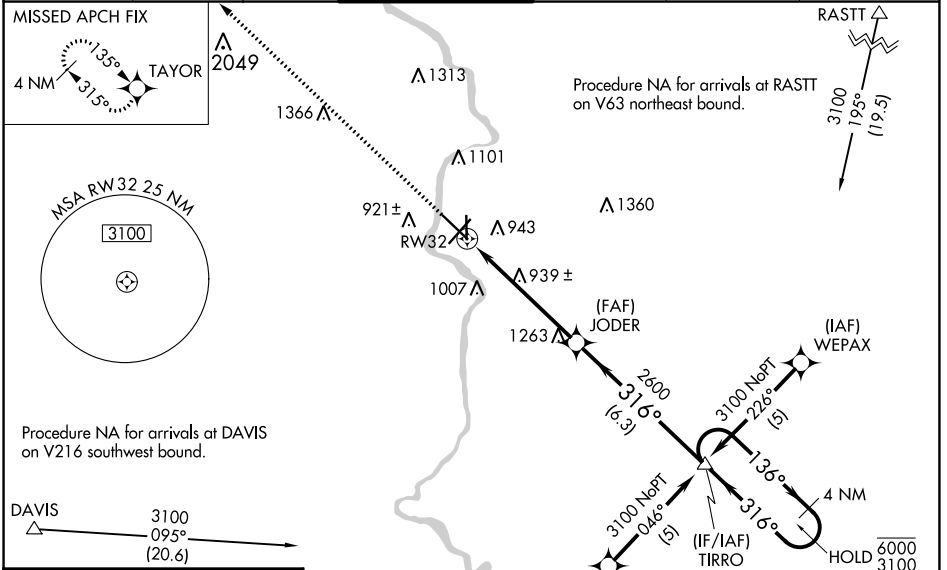 MISSED APCH FIX
135°
4 NM
315°
TAYOR
2049
1313
1366
RASTT
Procedure NA for arrivals at RASTT
on V63 northeast bound.
3100
195°
(19.5)
1101
MSA RW32 25 NM
3100
921±
RW32
943
1360
939 ±
1007
(FAF)
JODER
1263
(IAF)
WEPAX
2600
316°
(6.3)
3100 NoPT
226°
(5)
Procedure NA for arrivals at DAVIS
on V216 southwest bound.
136°
4 NM
316°
DAVIS
3100
095°
(20.6)
3100 NoPT
046°
(5)
(IF/IAF)
TIRRO
HOLD
6000
3100